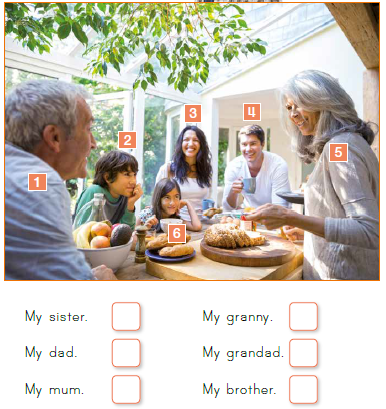 3
4
2
5
1
6
My sister.
My granny.
My dad.
My grandad.
My mum.
My brother.